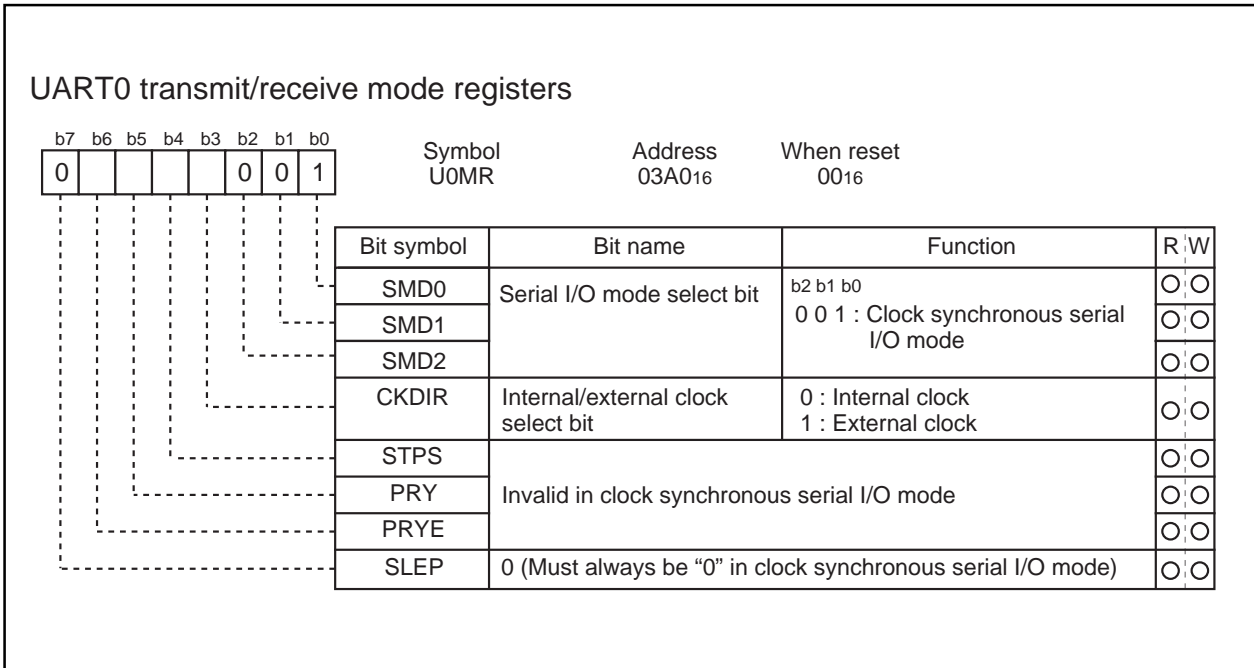 UART0 transmit/receive mode registers
b7 b6 b5 b4 b3 b2 b1 b0
0 0 0 1
Symbol Address When reset
U0MR 03A016 0016
Bit symbol Bit name Function R W
SMD0 Serial I/O mode select bit b2 b1 b0
SMD1 0 0 1 : Clock synchronous serial
I/O mode
SMD2
CKDIR Internal/external clock 0 : Internal clock
select bit 1 : External clock
STPS
PRY Invalid in clock synchronous serial I/O mode
PRYE
SLEP 0 (Must always be “0” in clock synchronous serial I/O mode)